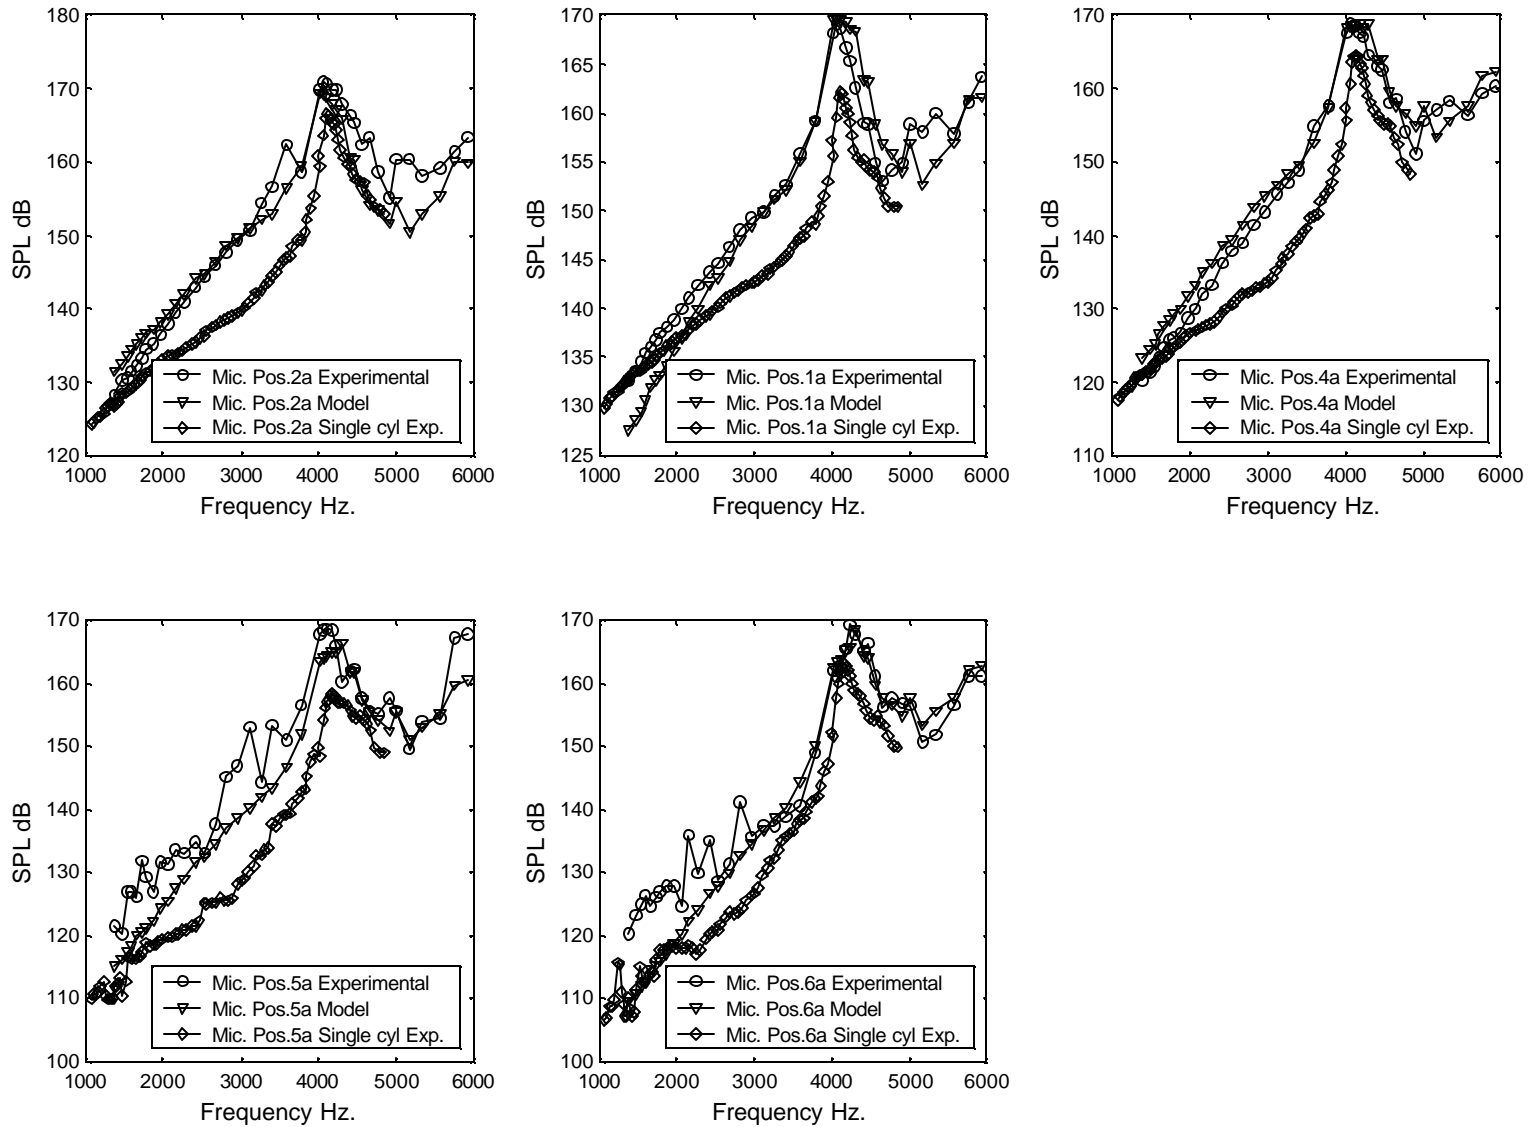 180
170
160
150
140
130
120
SPL dB
Mic. Pos.2a Experimental
Mic. Pos.2a Model
Mic. Pos.2a Single cyl Exp.
1000 2000 3000 4000 5000 6000
Frequency Hz.
170
165
160
155
150
145
140
135
130
125
SPL dB
Mic. Pos.1a Experimental
Mic. Pos.1a Model
Mic. Pos.1a Single cyl Exp.
1000 2000 3000 4000 5000 6000
Frequency Hz.
170
160
150
140
130
120
110
SPL dB
Mic. Pos.4a Experimental
Mic. Pos.4a Model
Mic. Pos.4a Single cyl Exp.
1000 2000 3000 4000 5000 6000
Frequency Hz.
170
160
150
140
130
120
110
100
SPL dB
Mic. Pos.5a Experimental
Mic. Pos.5a Model
Mic. Pos.5a Single cyl Exp.
1000 2000 3000 4000 5000 6000
Frequency Hz.
170
160
150
140
130
120
110
100
SPL dB
Mic. Pos.6a Experimental
Mic. Pos.6a Model
Mic. Pos.6a Single cyl Exp.
1000 2000 3000 4000 5000 6000
Frequency Hz.